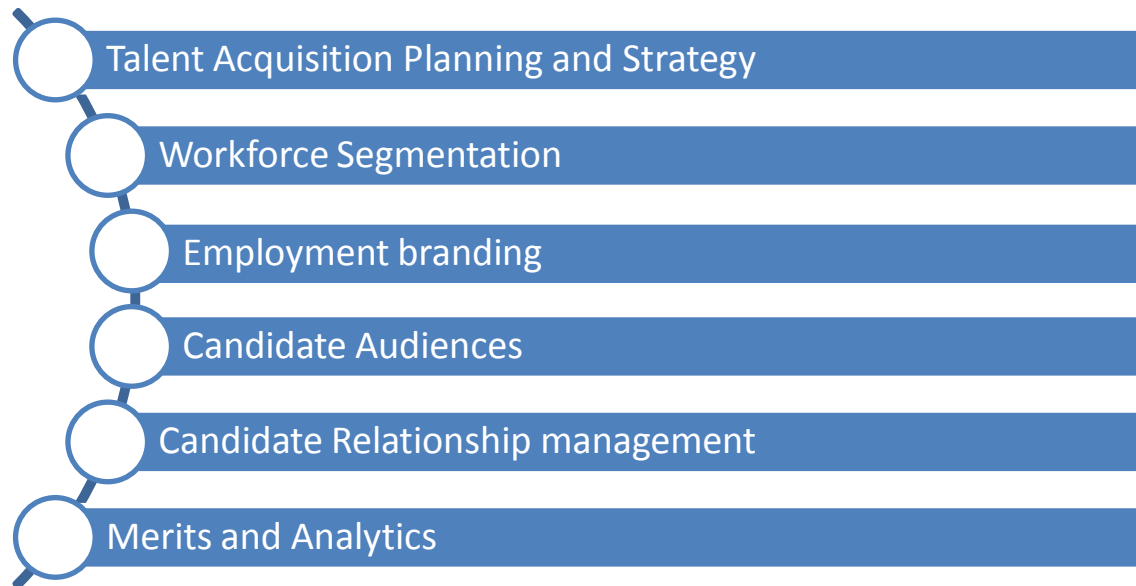 Talent Acquisition Planning and Strategy
Workforce Segmentation
Employment branding
Candidate Audiences
Candidate Relationship management
Merits and Analytics